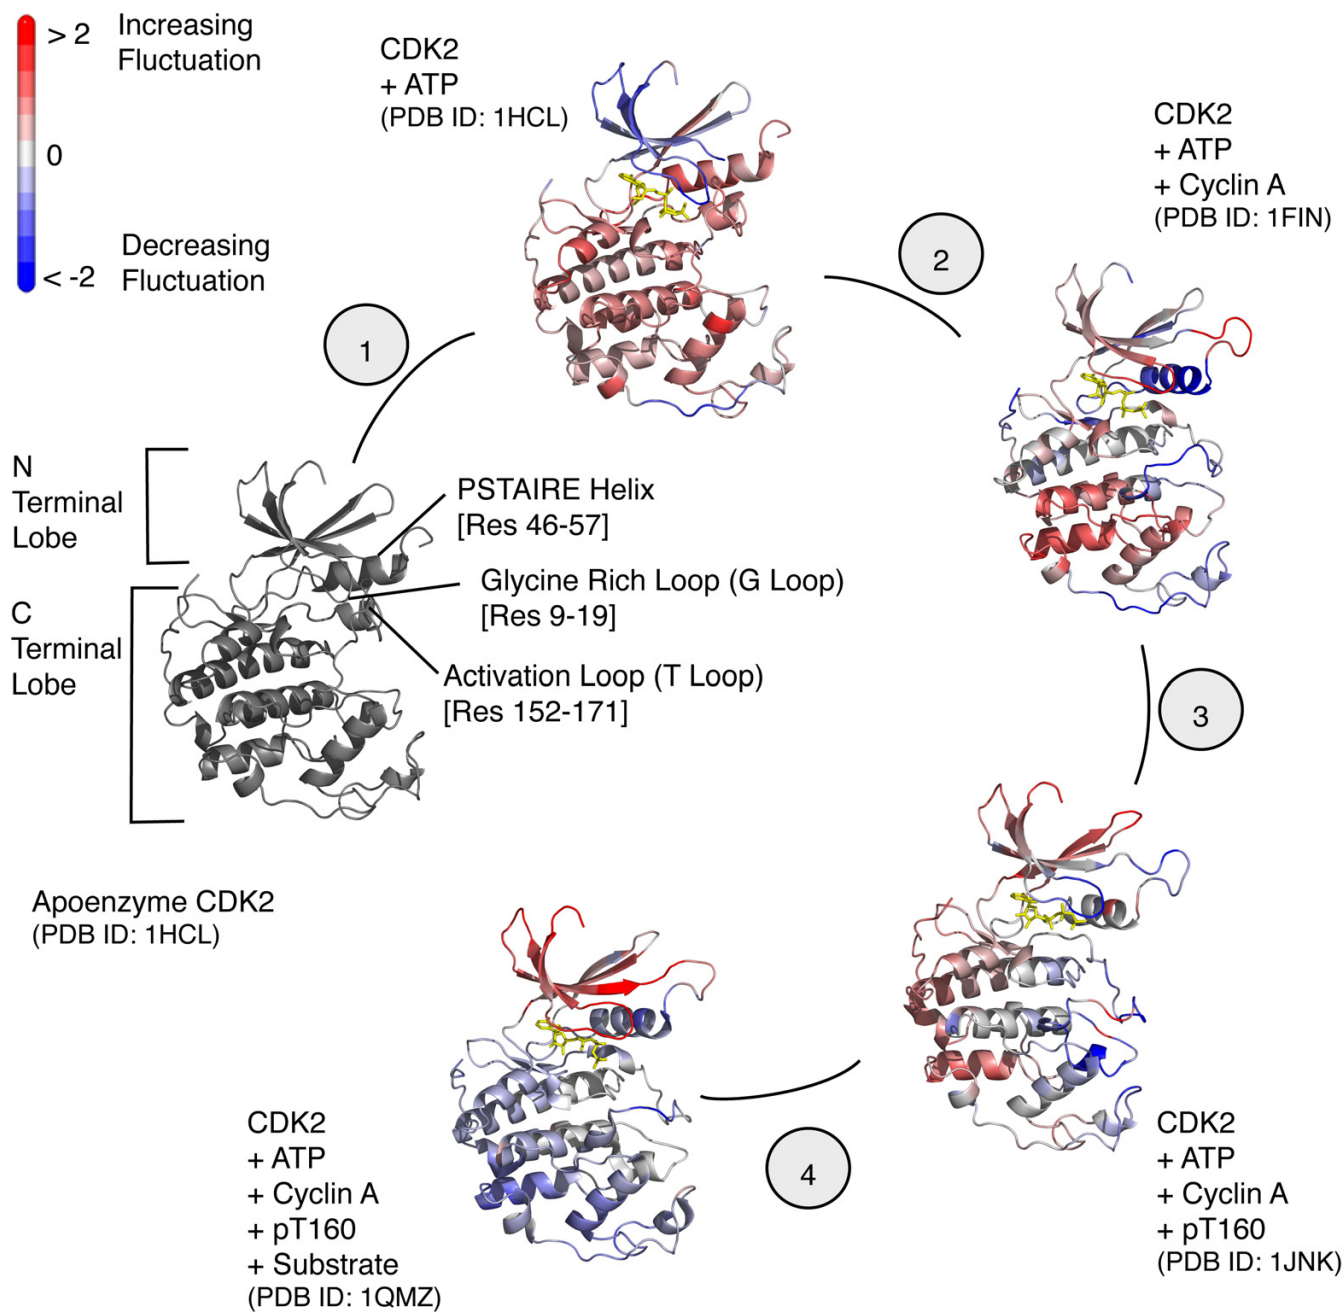 > 2
Increasing
Fluctuation
0
Decreasing
Fluctuation
< -2
CDK2
+ ATP
(PDB ID: 1HCL)
CDK2
+ ATP
+ Cyclin A
(PDB ID: 1FIN)
1
2
N
Terminal
Lobe
C
Terminal
Lobe
PSTAIRE Helix
[Res 46-57]
Glycine Rich Loop (G Loop)
[Res 9-19]
Activation Loop (T Loop)
[Res 152-171]
3
Apoenzyme CDK2
(PDB ID: 1HCL)
CDK2
+ ATP
+ Cyclin A
+ pT160
+ Substrate
(PDB ID: 1QMZ)
4
CDK2
+ ATP
+ Cyclin A
+ pT160
(PDB ID: 1JNK)